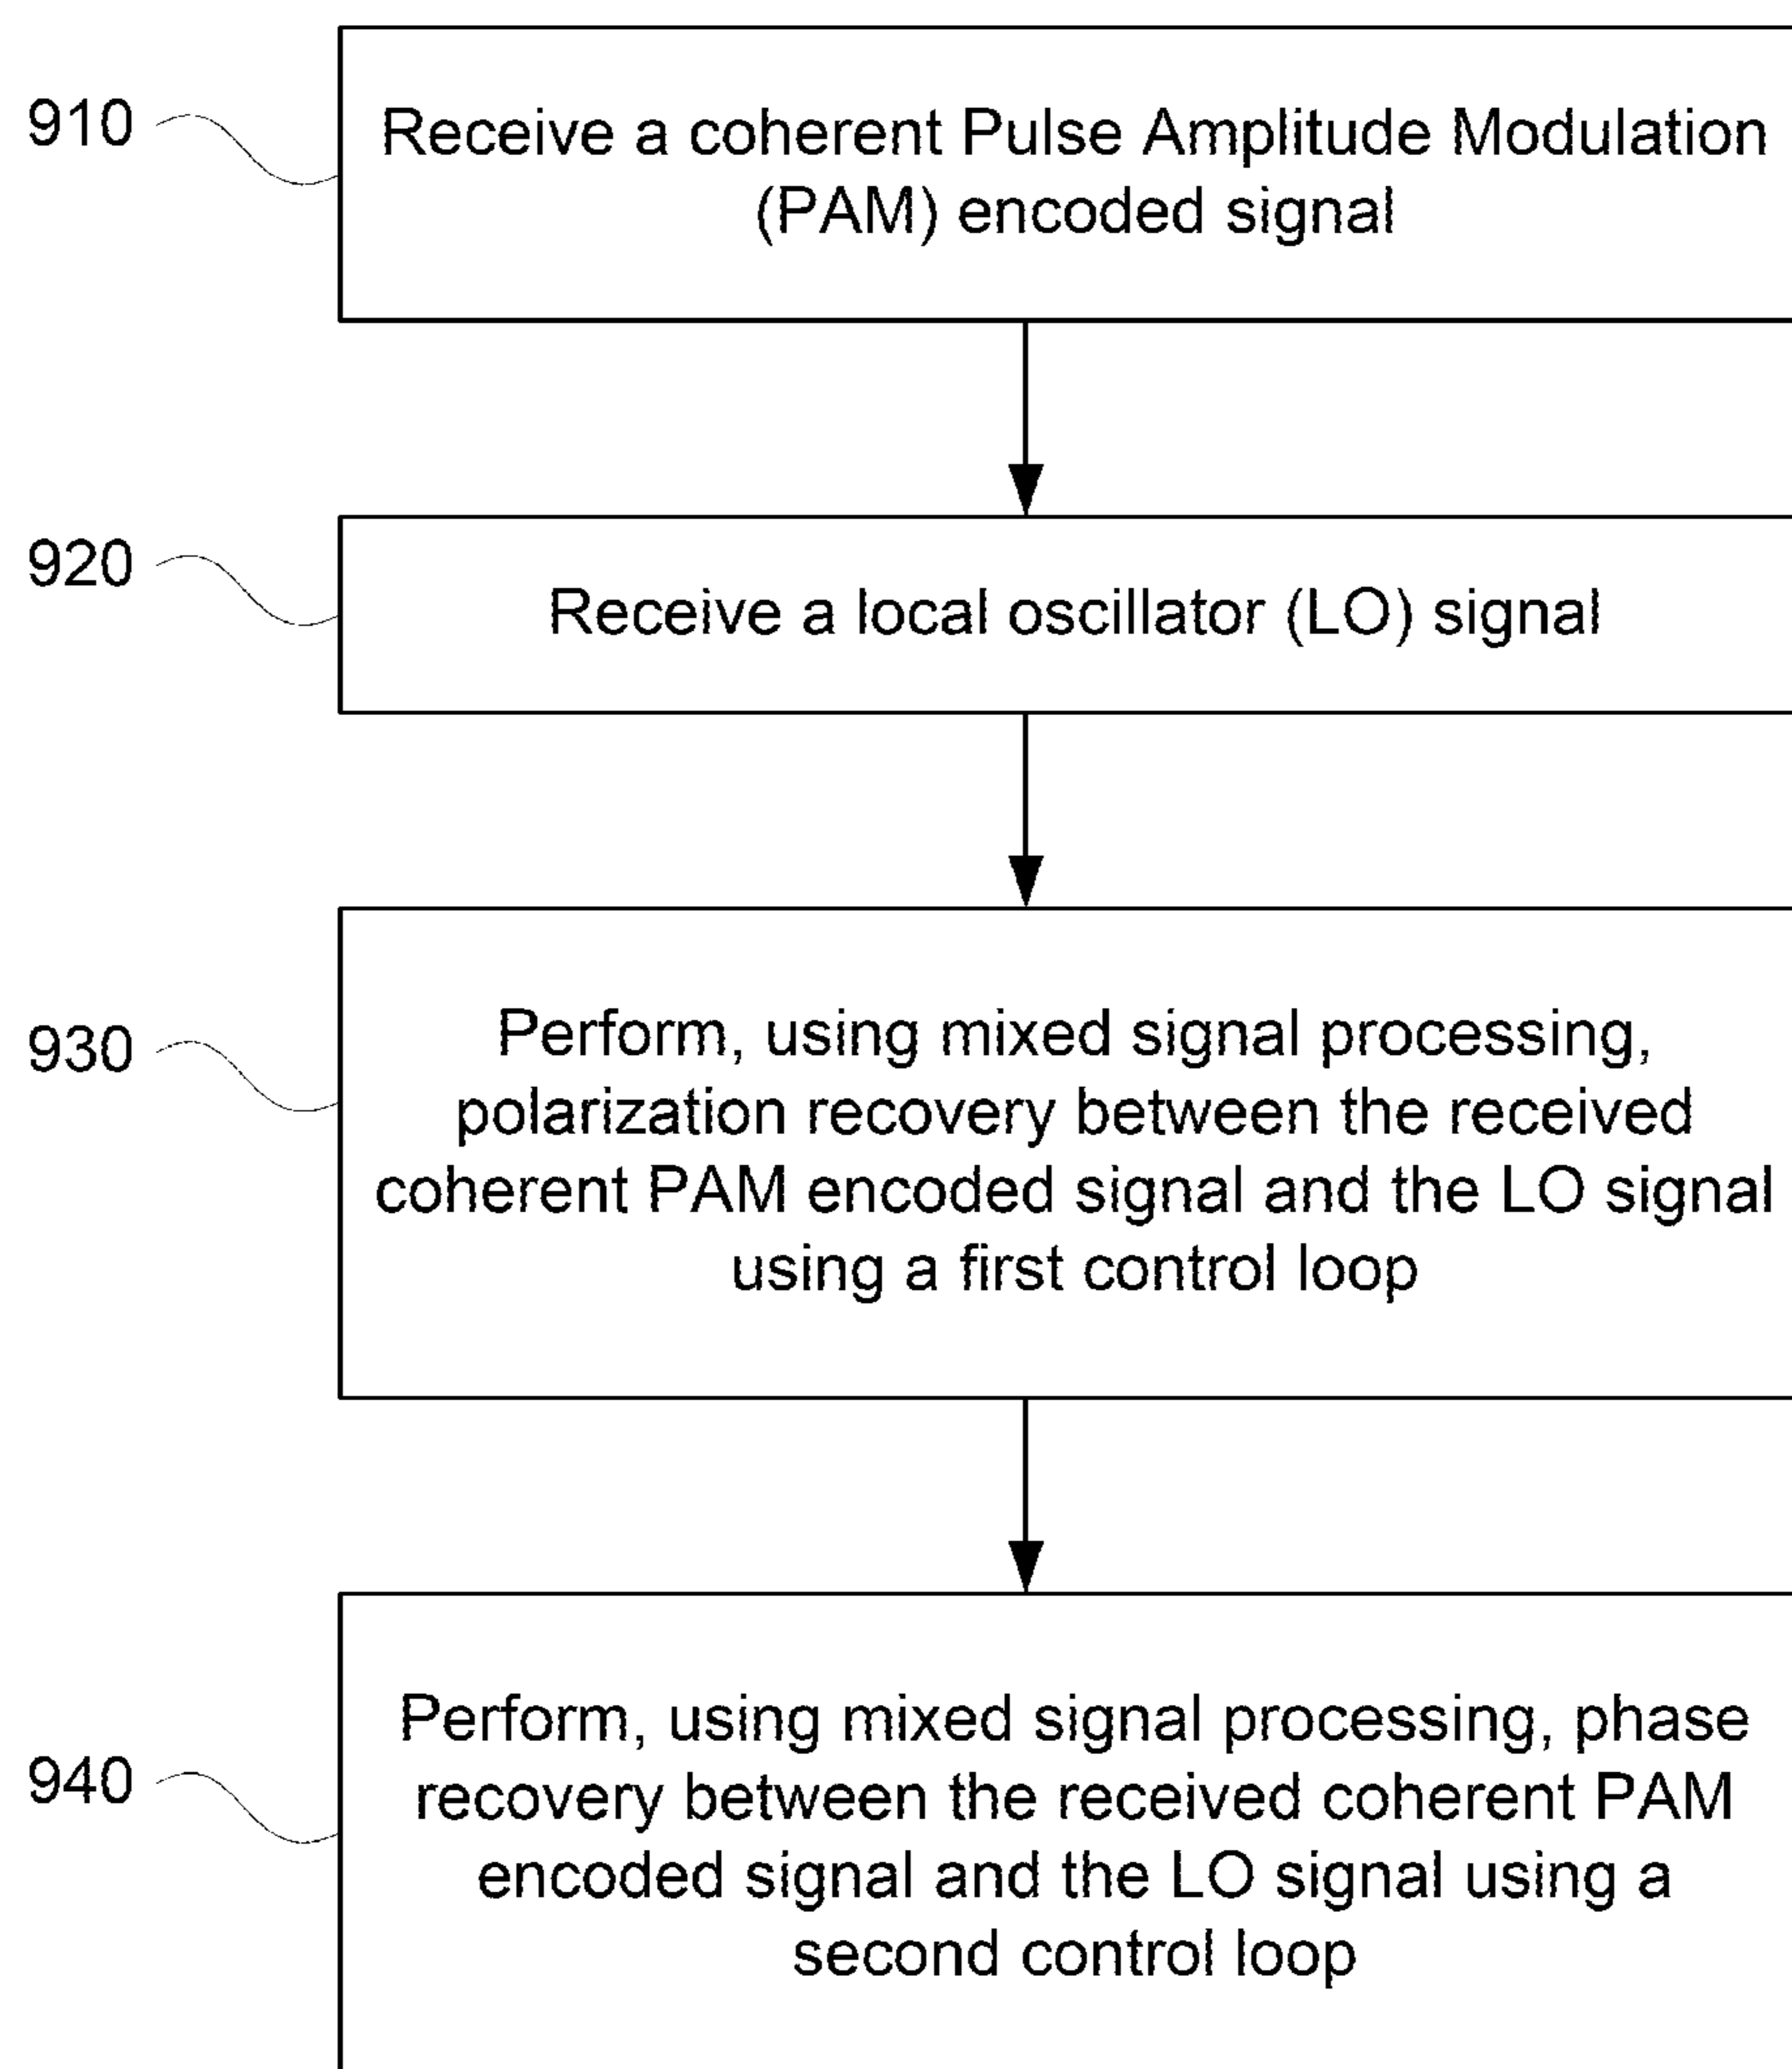 910
Receive a coherent Pulse Amplitude Modulation
(PAM) encoded signal
920
Receive a local oscillator (LO) signal
930
Perform, using mixed signal processing,
polarization recovery between the received
coherent PAM encoded signal and the LO signal
using a first control loop
940
Perform, using mixed signal processing, phase
recovery between the received coherent PAM
encoded signal and the LO signal using a
second control loop